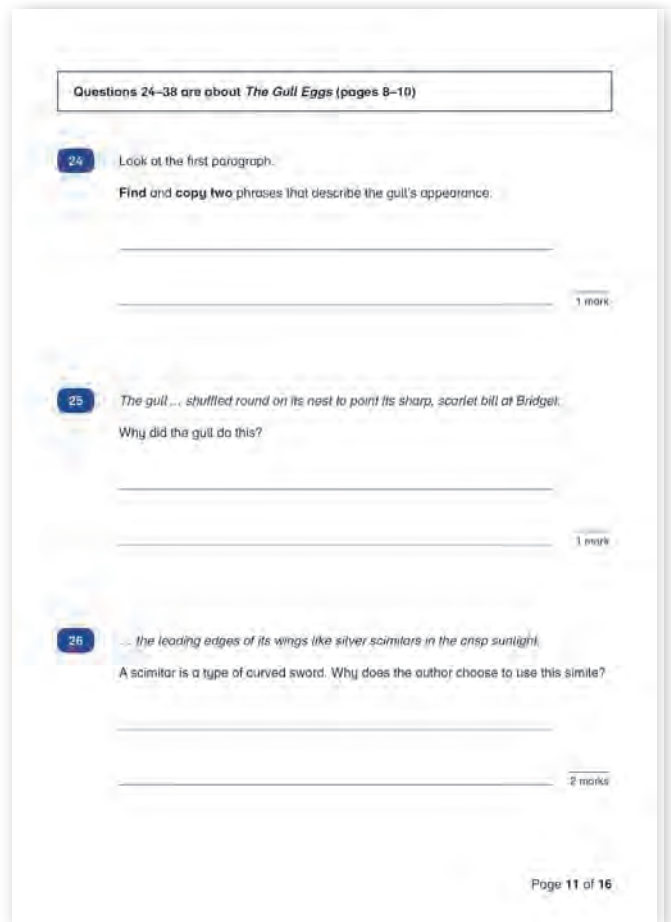 Questions 24–38 are about The Gull Eggs (pages 8–10)
24
Look at the first paragraph.
Find and copy two phrases that describe the gull's appearance.
1 mark
25
The gull ... shuffled round on its nest to point its sharp, scarlet bill at Bridget.
Why did the gull do this?
1 mark
26
... the leading edges of its wings like silver scimitars in the crisp sunlight.
A scimitar is a type of curved sword. Why does the author choose to use this simile?
2 marks
Page 11 of 16